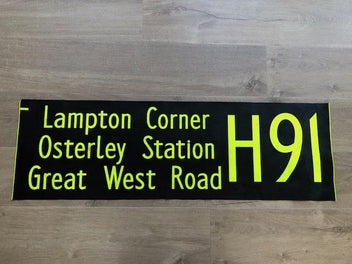 Lampton Corner
Osterley Station
Great West Road
H91